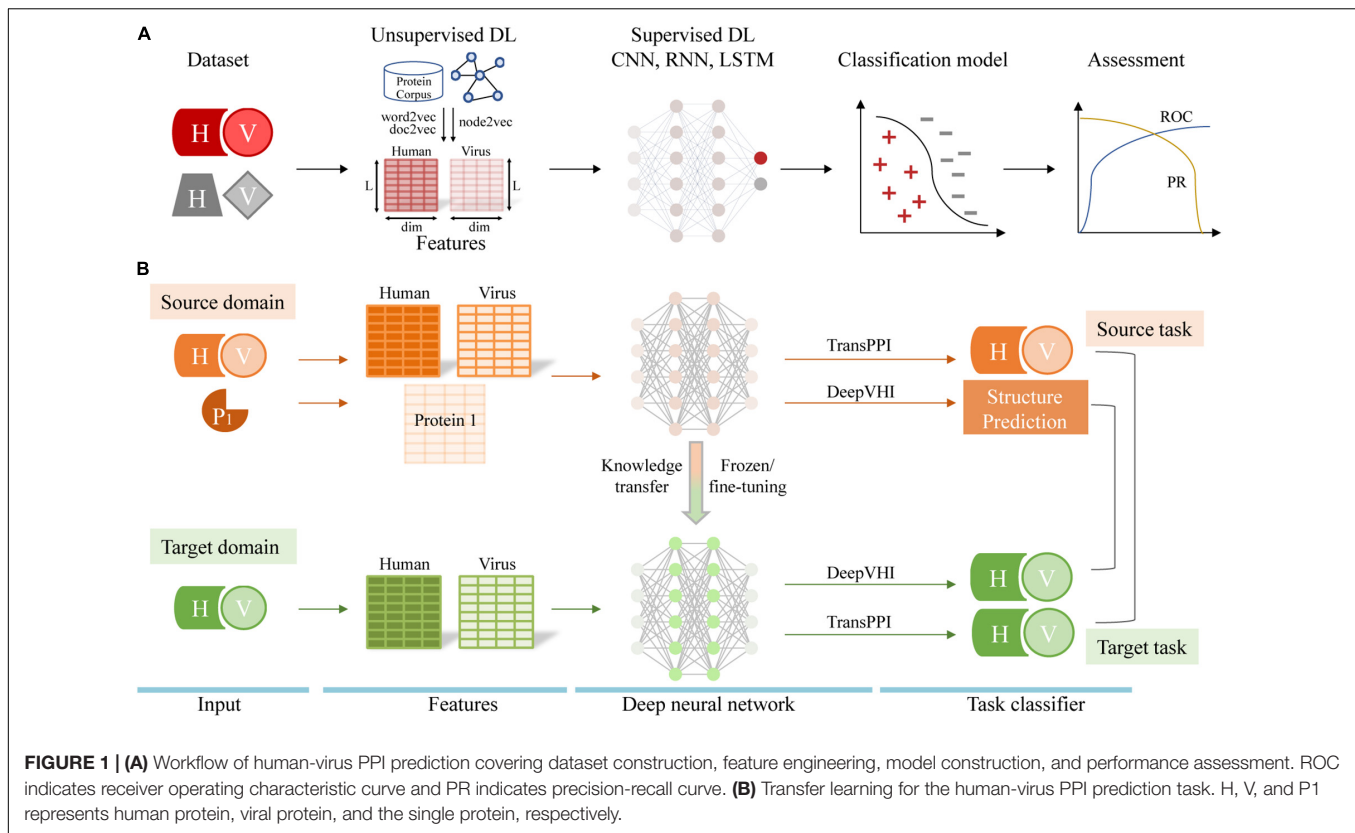 A
Dataset
Unsupervised DL
Supervised DL
CNN, RNN, LSTM
Classification model
Assessment
H
V
H
V
Protein
Corpus
word2vec
doc2vec
node2vec
Human
Virus
L
L
dim
dim
Features
ROC
PR
B
Source domain
H
V
P1
Human
Virus
Protein 1
TransPPI
DeepVHI
H
V
Source task
Structure
Prediction
Knowledge
transfer
Frozen/
fine-tuning
Target domain
H
V
Human
Virus
DeepVHI
TransPPI
H
V
H
V
Target task
Input
Features
Deep neural network
Task classifier
FIGURE 1 | (A) Workflow of human-virus PPI prediction covering dataset construction, feature engineering, model construction, and performance assessment. ROC
indicates receiver operating characteristic curve and PR indicates precision-recall curve. (B) Transfer learning for the human-virus PPI prediction task. H, V, and P1
represents human protein, viral protein, and the single protein, respectively.